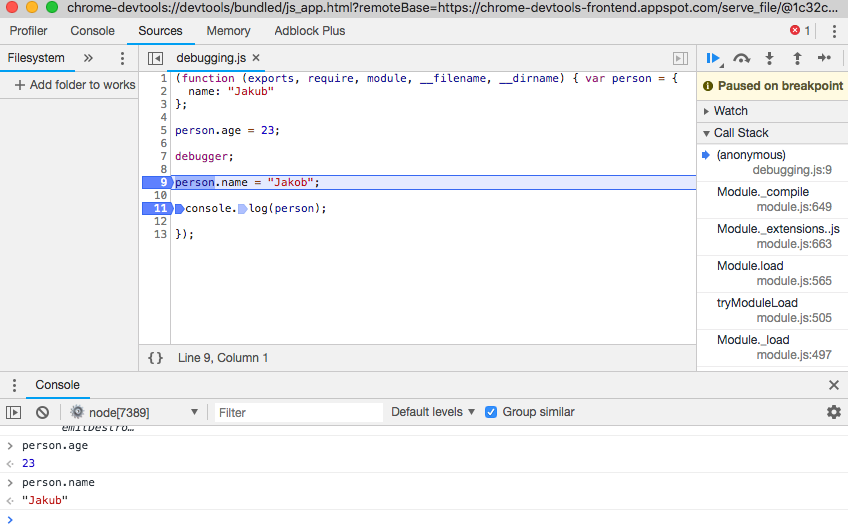 chrome-devtools://devtools/bundled/js_app.html?remoteBase=https://chrome-devtools-frontend.appspot.com/serve_file/@1c32c...
Profiler Console Sources Memory Adblock Plus 1
Filesystem » debugging.js ×
+ Add folder to works
1 (function (exports, require, module, __filename, __dirname) { var person = {
2 name: "Jakub"
3 };
4
5 person.age = 23;
6
7 debugger;
8
9 person.name = "Jakob";
10
11 console.log(person);
12
13 });
{} Line 9, Column 1
Paused on breakpoint
Watch
Call Stack
(anonymous)
debugging.js:9
Module._compile
module.js:649
Module._extensions..js
module.js:663
Module.load
module.js:565
tryModuleLoad
module.js:505
Module._load
module.js:497
Console
node[7389] Filter Default levels Group similar
emitDestro…
> person.age
23
> person.name
"Jakub"
>